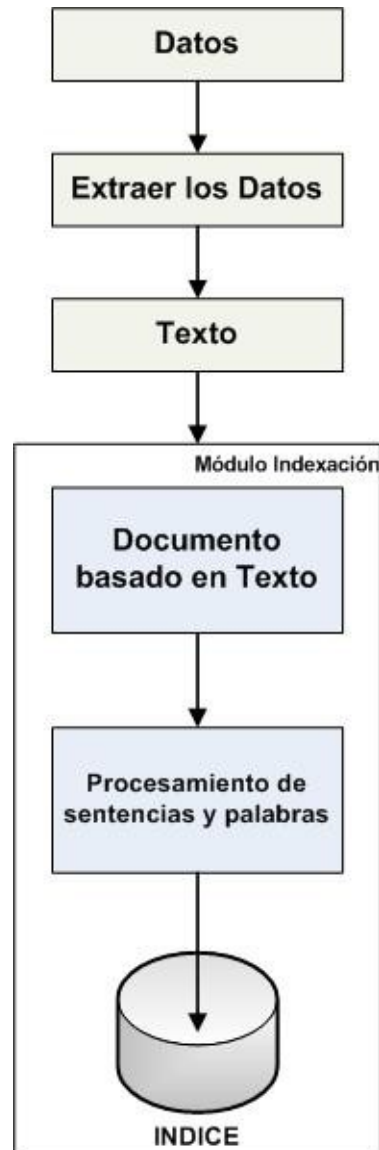 Datos
Extraer los Datos
Texto
Módulo Indexación
Documento
basado en Texto
Procesamiento de
sentencias y palabras
INDICE